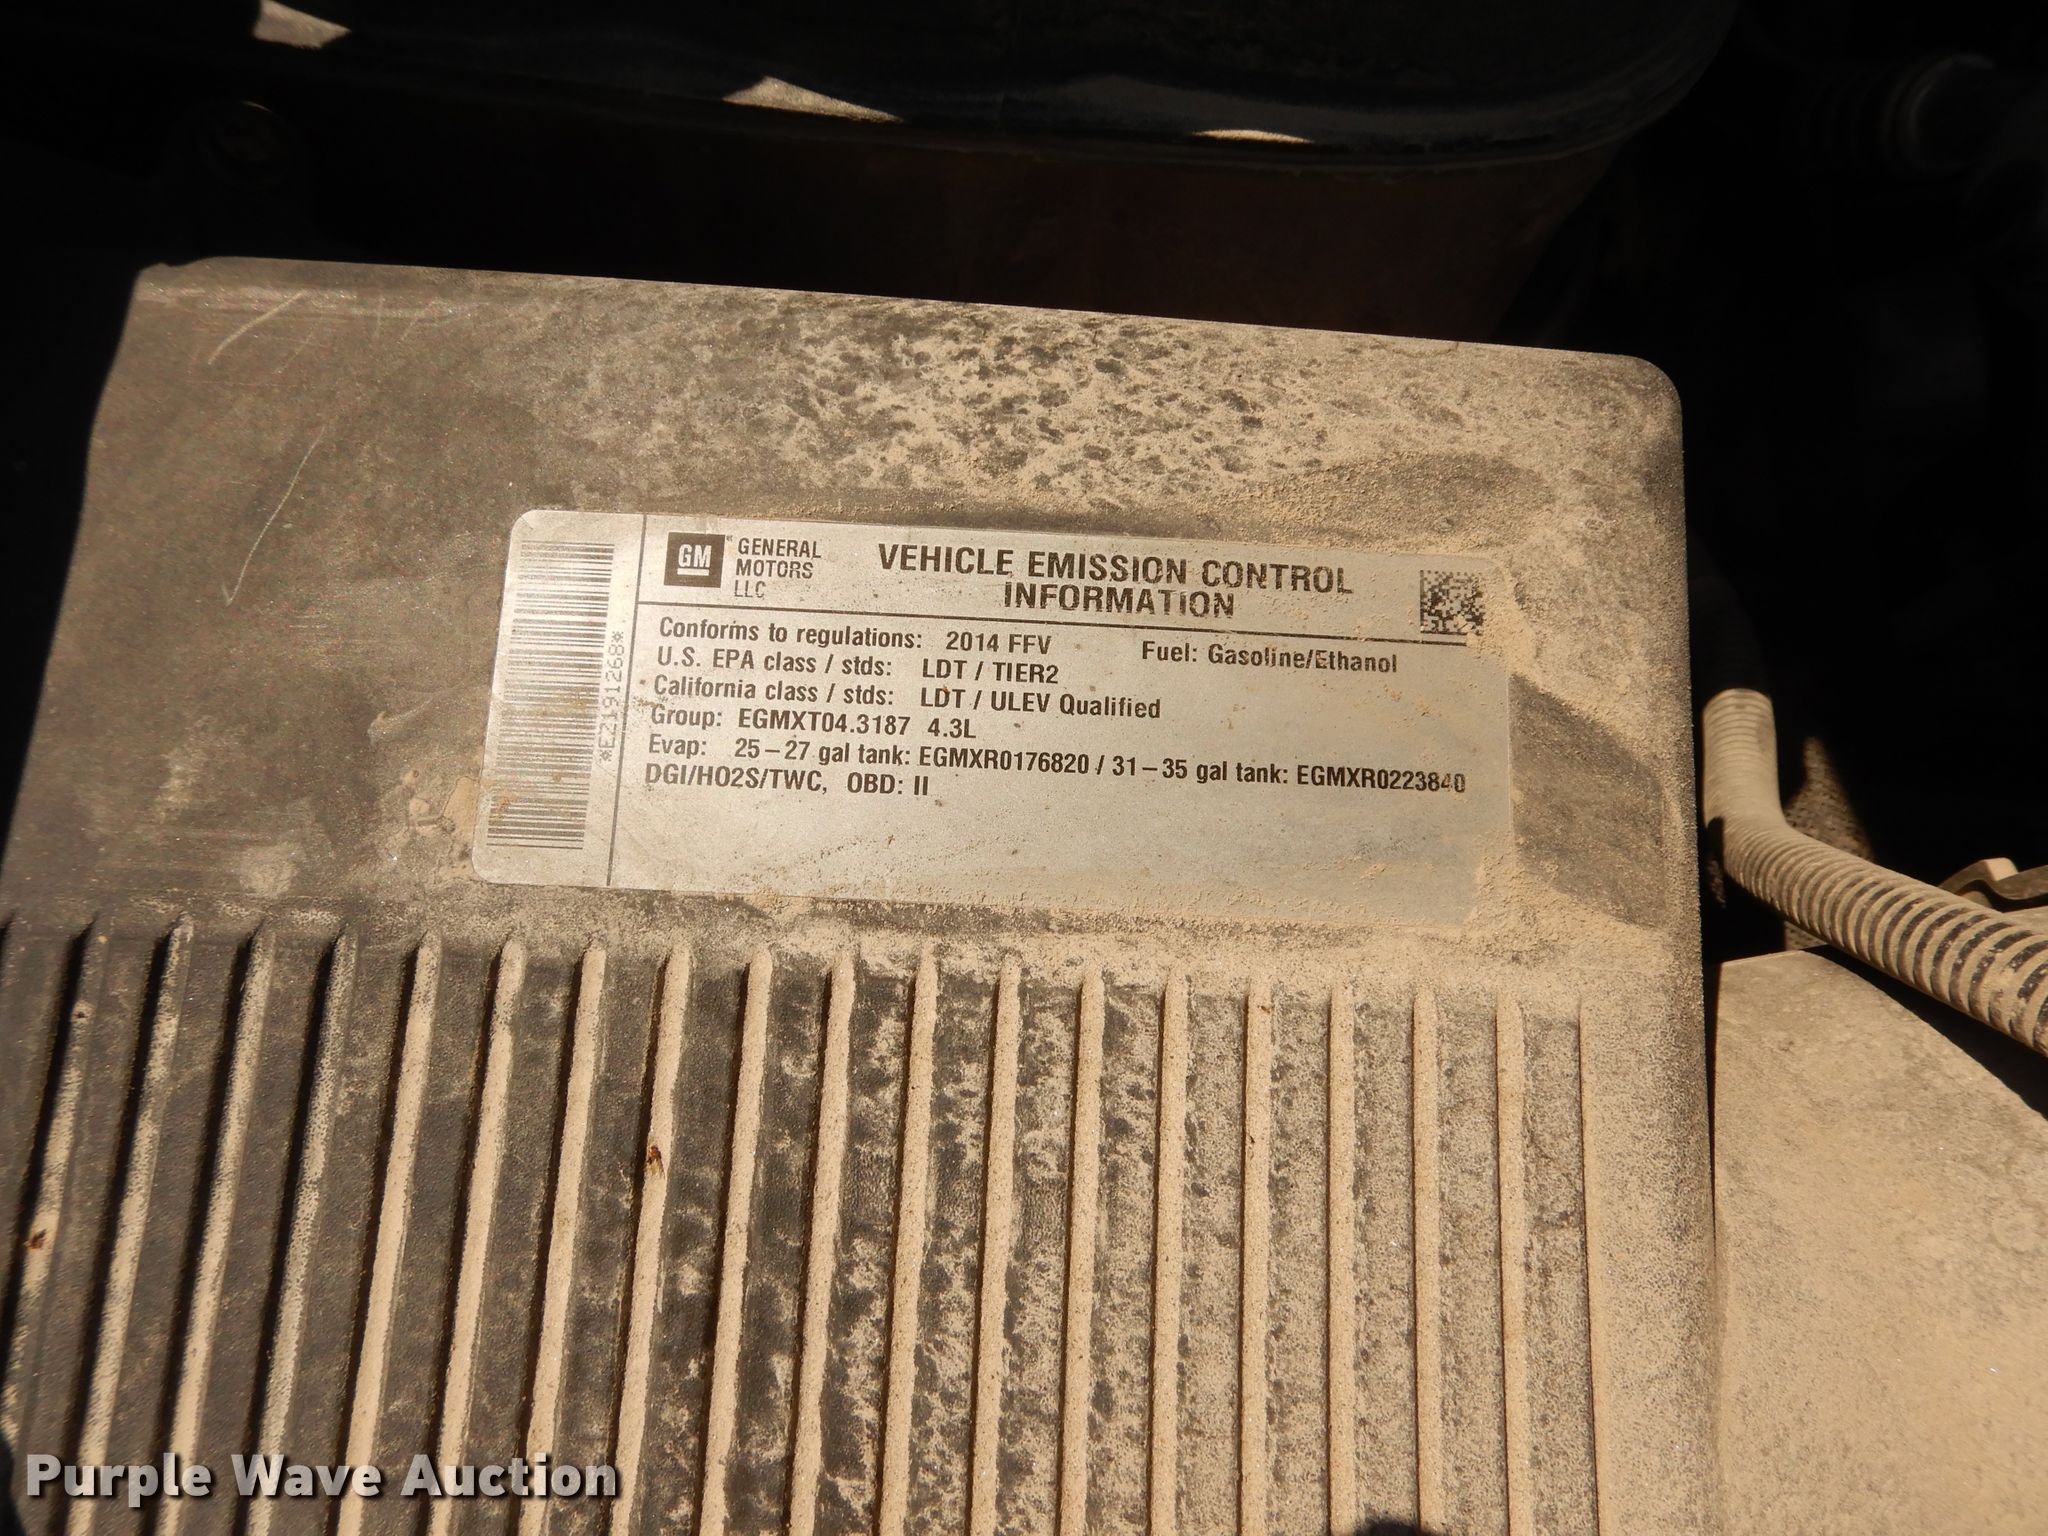 *E2191268*
GM
GENERAL
MOTORS
LLC
VEHICLE EMISSION CONTROL
INFORMATION
Conforms to regulations: 2014 FFV Fuel: Gasoline/Ethanol
U.S. EPA class / stds: LDT / TIER2
California class / stds: LDT / ULEV Qualified
Group: EGMXT04.3187 4.3L
Evap: 25–27 gal tank: EGMXR0176820 / 31–35 gal tank: EGMXR0223840
DGI/HO2S/TWC, OBD: II
Purple Wave Auction